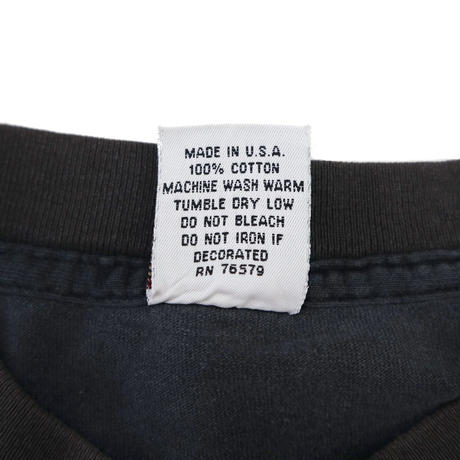 MADE IN U.S.A.
100% COTTON
MACHINE WASH WARM
TUMBLE DRY LOW
DO NOT BLEACH
DO NOT IRON IF
DECORATED
RN 76579